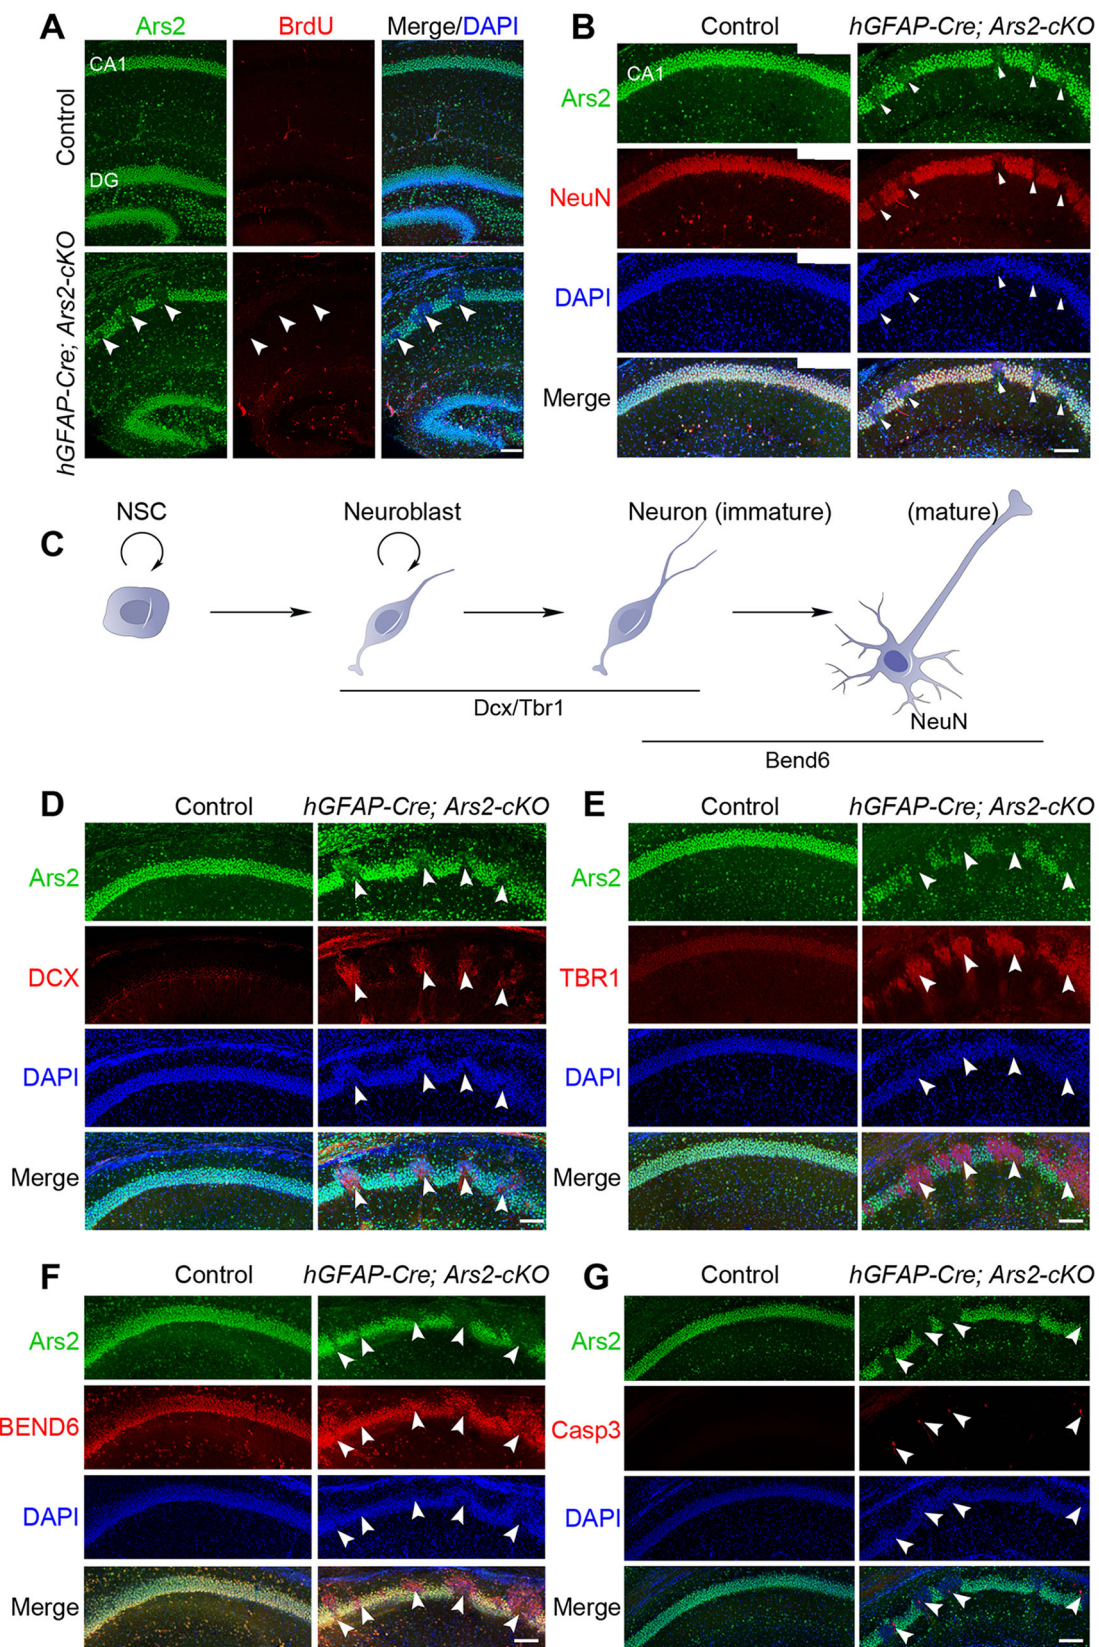 A
Ars2
BrdU
Merge/DAPI
Control
CA1
DG
hGFAP-Cre; Ars2-cKO
B
Control
hGFAP-Cre; Ars2-cKO
Ars2
CA1
NeuN
DAPI
Merge
C
NSC
Neuroblast
Neuron (immature)
(mature)
Dcx/Tbr1
NeuN
Bend6
D
Control
hGFAP-Cre; Ars2-cKO
Ars2
DCX
DAPI
Merge
E
Control
hGFAP-Cre; Ars2-cKO
Ars2
TBR1
DAPI
Merge
F
Control
hGFAP-Cre; Ars2-cKO
Ars2
BEND6
DAPI
Merge
G
Control
hGFAP-Cre; Ars2-cKO
Ars2
Casp3
DAPI
Merge